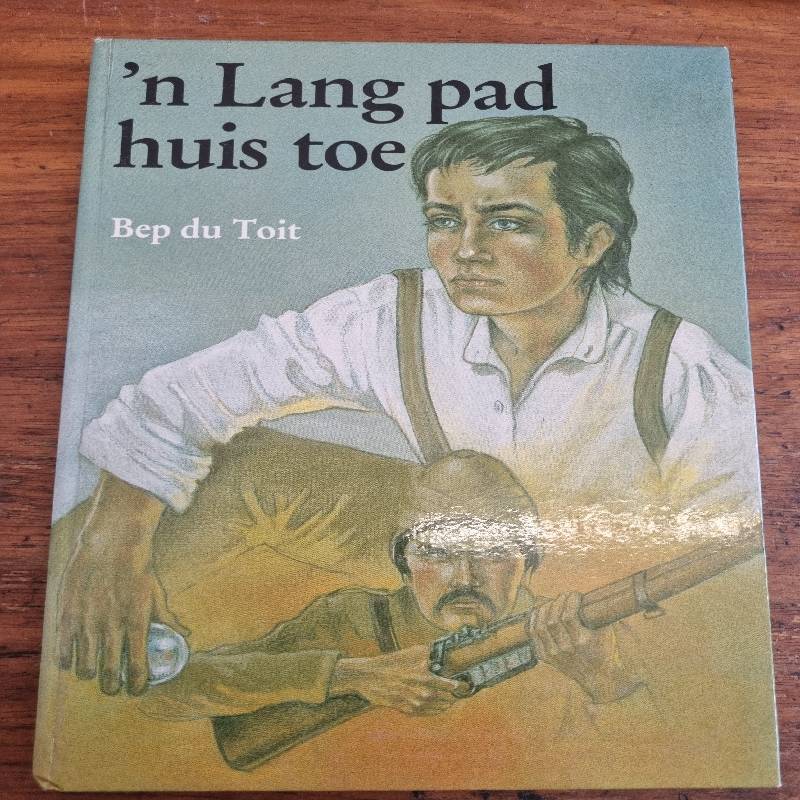 ’n Lang pad
huis toe
Bep du Toit